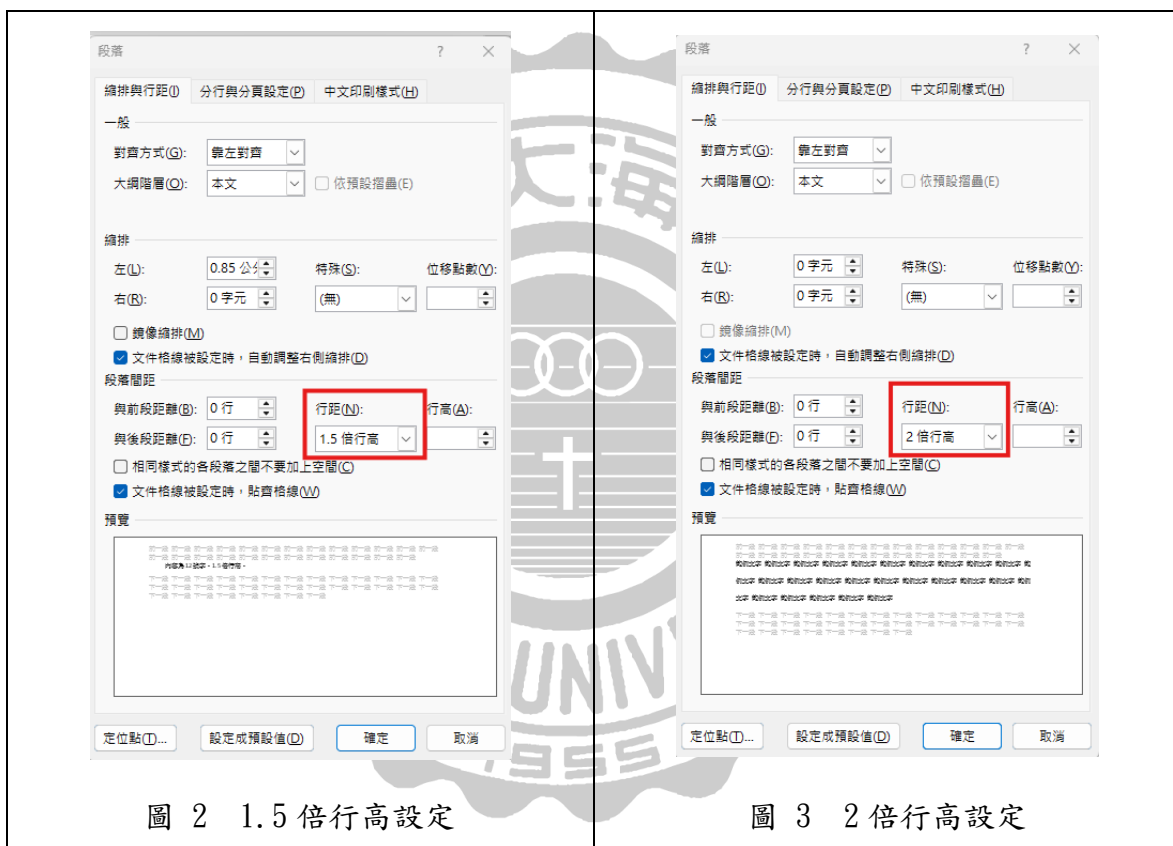 段落 ? ×
縮排與行距(I) 分行與分頁設定(P) 中文印刷樣式(H)
一般
對齊方式(G): 靠左對齊
大綱階層(O): 本文 依預設摺疊(E)
縮排
左(L): 0.85 公分 特殊(S): 位移點數(Y):
右(R): 0 字元 (無)
鏡像縮排(M)
文件格線被設定時，自動調整右側縮排(D)
段落間距
與前段距離(B): 0 行 行距(N): 行高(A):
與後段距離(F): 0 行 1.5 倍行高
相同樣式的各段落之間不要加上空間(C)
文件格線被設定時，貼齊格線(W)
預覽
內容為12號字，1.5倍行高。
定位點(T)... 設定成預設值(D) 確定 取消
圖 2 1.5 倍行高設定
段落 ? ×
縮排與行距(I) 分行與分頁設定(P) 中文印刷樣式(H)
一般
對齊方式(G): 靠左對齊
大綱階層(O): 本文 依預設摺疊(E)
縮排
左(L): 0 字元 特殊(S): 位移點數(Y):
右(R): 0 字元 (無)
鏡像縮排(M)
文件格線被設定時，自動調整右側縮排(D)
段落間距
與前段距離(B): 0 行 行距(N): 行高(A):
與後段距離(F): 0 行 2 倍行高
相同樣式的各段落之間不要加上空間(C)
文件格線被設定時，貼齊格線(W)
預覽
定位點(T)... 設定成預設值(D) 確定 取消
圖 3 2 倍行高設定
大海
UNIV
1955